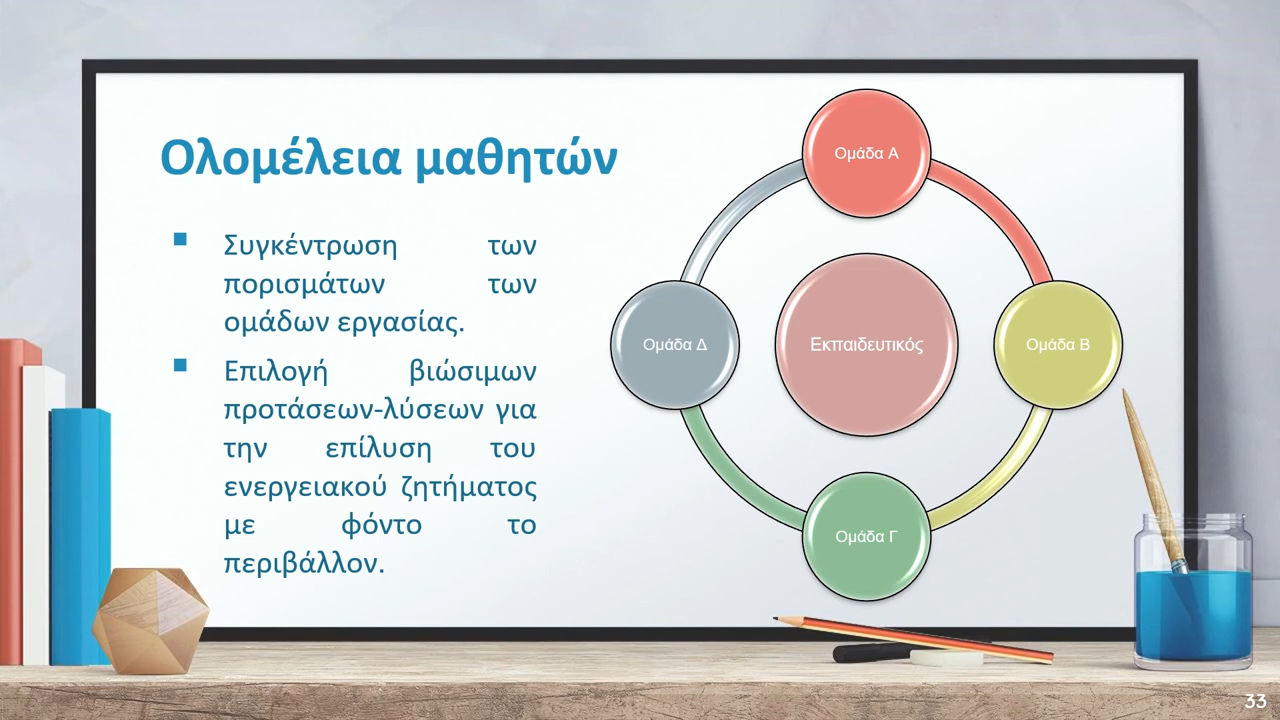 Ολομέλεια μαθητών
▪ Συγκέντρωση των
πορισμάτων των
ομάδων εργασίας.
▪ Επιλογή βιώσιμων
προτάσεων-λύσεων για
την επίλυση του
ενεργειακού ζητήματος
με φόντο το
περιβάλλον.
Ομάδα Α
Ομάδα Δ
Εκπαιδευτικός
Ομάδα Β
Ομάδα Γ
33